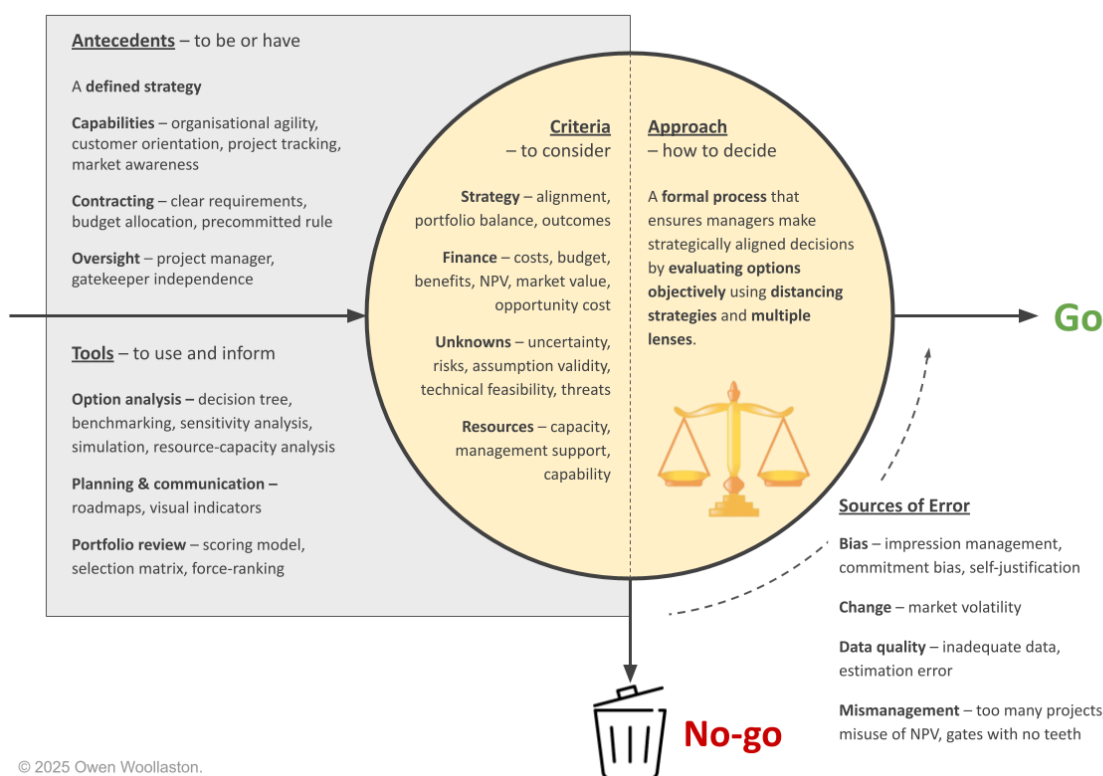 Antecedents – to be or have
A defined strategy
Capabilities – organisational agility,
customer orientation, project tracking,
market awareness
Contracting – clear requirements,
budget allocation, precommitted rule
Oversight – project manager,
gatekeeper independence
Tools – to use and inform
Option analysis – decision tree,
benchmarking, sensitivity analysis,
simulation, resource-capacity analysis
Planning & communication –
roadmaps, visual indicators
Portfolio review – scoring model,
selection matrix, force-ranking
Criteria
– to consider
Strategy – alignment,
portfolio balance, outcomes
Finance – costs, budget,
benefits, NPV, market value,
opportunity cost
Unknowns – uncertainty,
risks, assumption validity,
technical feasibility, threats
Resources – capacity,
management support,
capability
Approach
– how to decide
A formal process that
ensures managers make
strategically aligned decisions
by evaluating options
objectively using distancing
strategies and multiple
lenses.
Go
Sources of Error
Bias – impression management,
commitment bias, self-justification
Change – market volatility
Data quality – inadequate data,
estimation error
Mismanagement – too many projects
misuse of NPV, gates with no teeth
No-go
© 2025 Owen Woollaston.